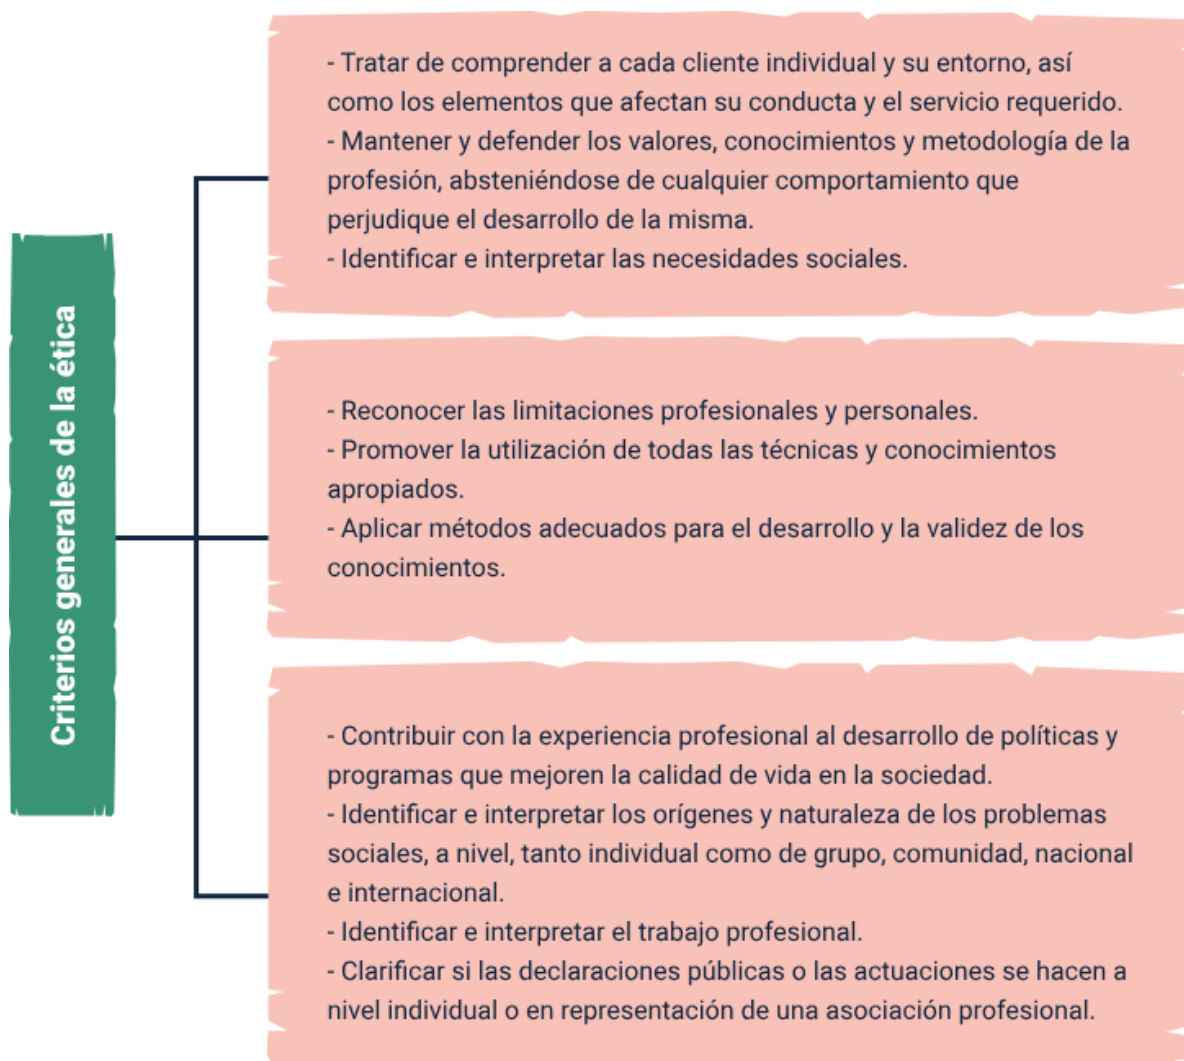 Criterios generales de la ética
- Tratar de comprender a cada cliente individual y su entorno, así
como los elementos que afectan su conducta y el servicio requerido.
- Mantener y defender los valores, conocimientos y metodología de la
profesión, absteniéndose de cualquier comportamiento que
perjudique el desarrollo de la misma.
- Identificar e interpretar las necesidades sociales.
- Reconocer las limitaciones profesionales y personales.
- Promover la utilización de todas las técnicas y conocimientos
apropiados.
- Aplicar métodos adecuados para el desarrollo y la validez de los
conocimientos.
- Contribuir con la experiencia profesional al desarrollo de políticas y
programas que mejoren la calidad de vida en la sociedad.
- Identificar e interpretar los orígenes y naturaleza de los problemas
sociales, a nivel, tanto individual como de grupo, comunidad, nacional
e internacional.
- Identificar e interpretar el trabajo profesional.
- Clarificar si las declaraciones públicas o las actuaciones se hacen a
nivel individual o en representación de una asociación profesional.